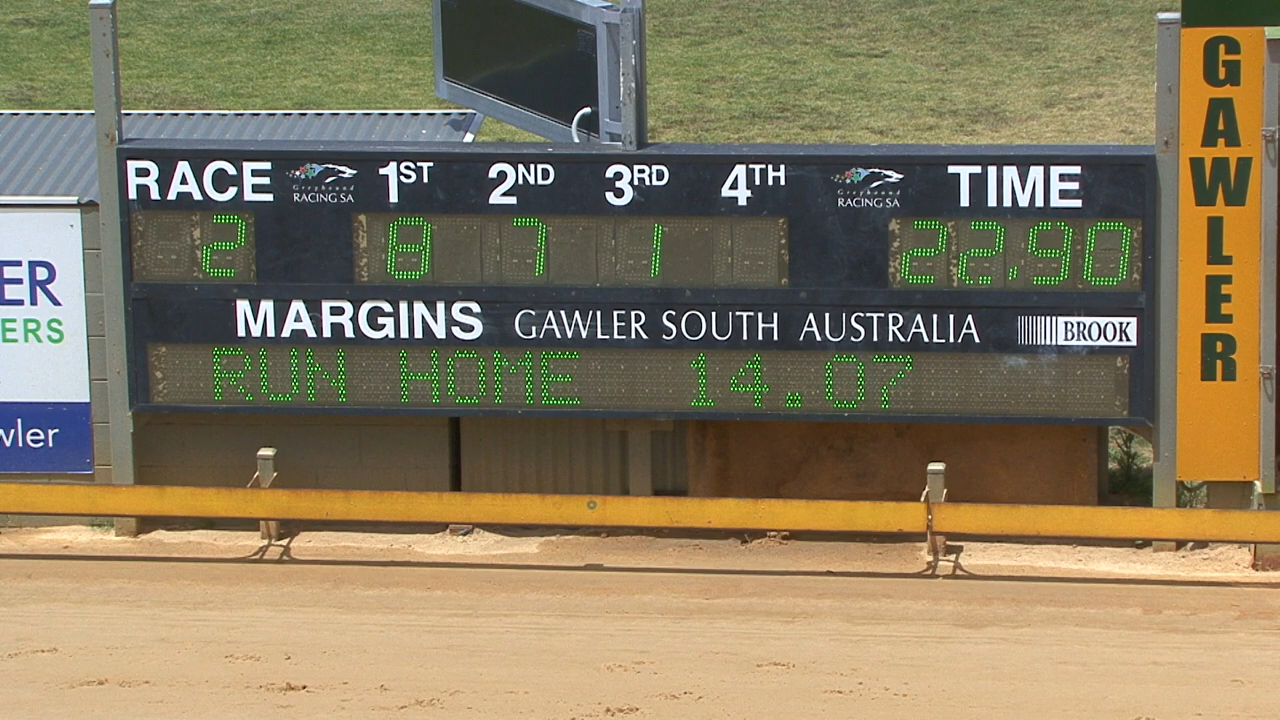 RACE
Greyhound
RACING SA
1ST 2ND 3RD 4TH
Greyhound
RACING SA
TIME
2 8 7 1 22.90
MARGINS GAWLER SOUTH AUSTRALIA BROOK
RUN HOME 14.07
GAWLER
ER
ERS
wler